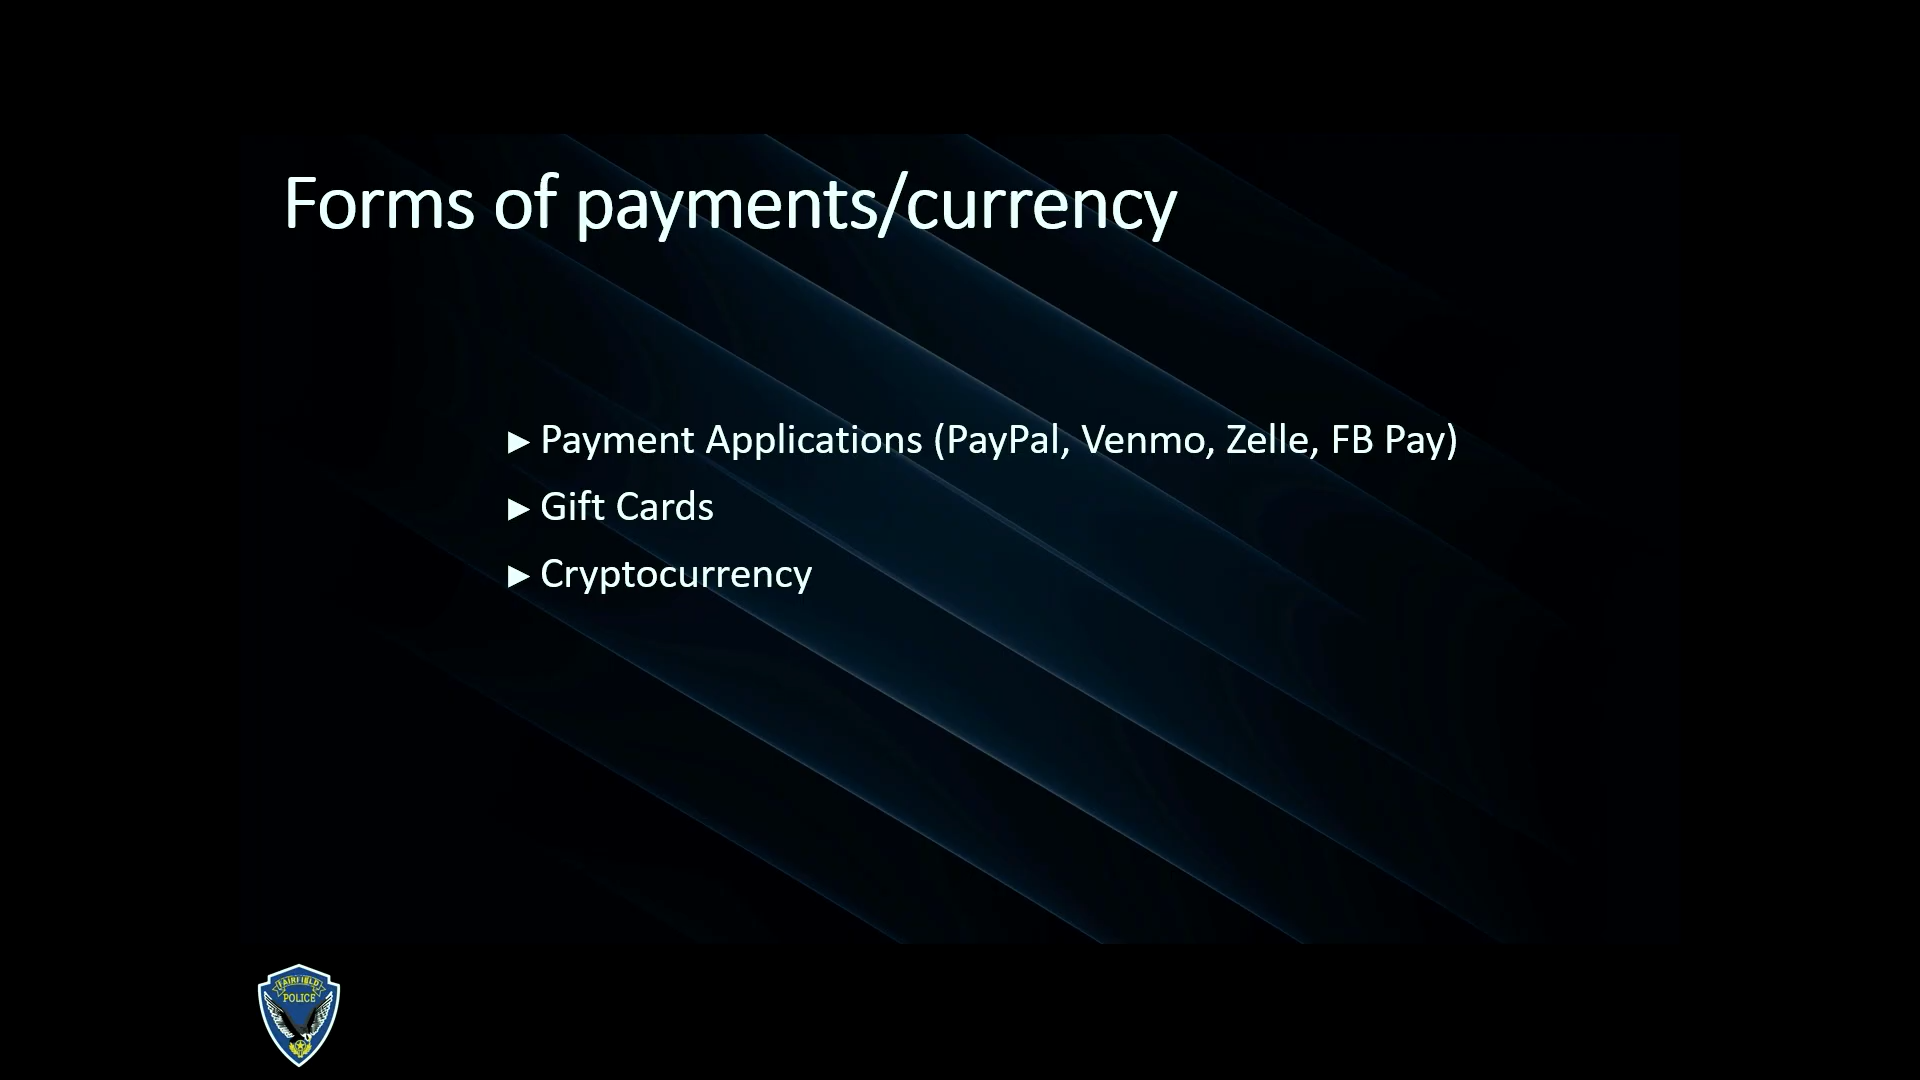 Forms of payments/currency
► Payment Applications (PayPal, Venmo, Zelle, FB Pay)
► Gift Cards
► Cryptocurrency
FAIRFIELD
POLICE